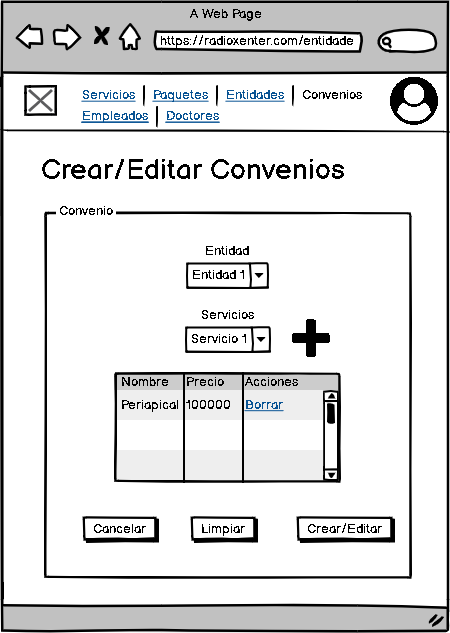 A Web Page
https://radioxenter.com/entidade
Servicios | Paquetes | Entidades | Convenios
Empleados | Doctores
Crear/Editar Convenios
Convenio
Entidad
Entidad 1
Servicios
Servicio 1
Nombre Precio Acciones
Periapical 100000 Borrar
Cancelar Limpiar Crear/Editar